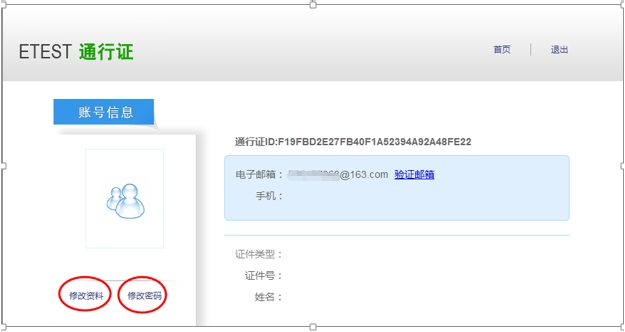 ETEST 通行证
首页 退出
账号信息
通行证ID:F19FBD2E27FB40F1A52394A92A48FE22
电子邮箱： @163.com 验证邮箱
手机：
证件类型：
证件号：
姓名：
修改资料 修改密码